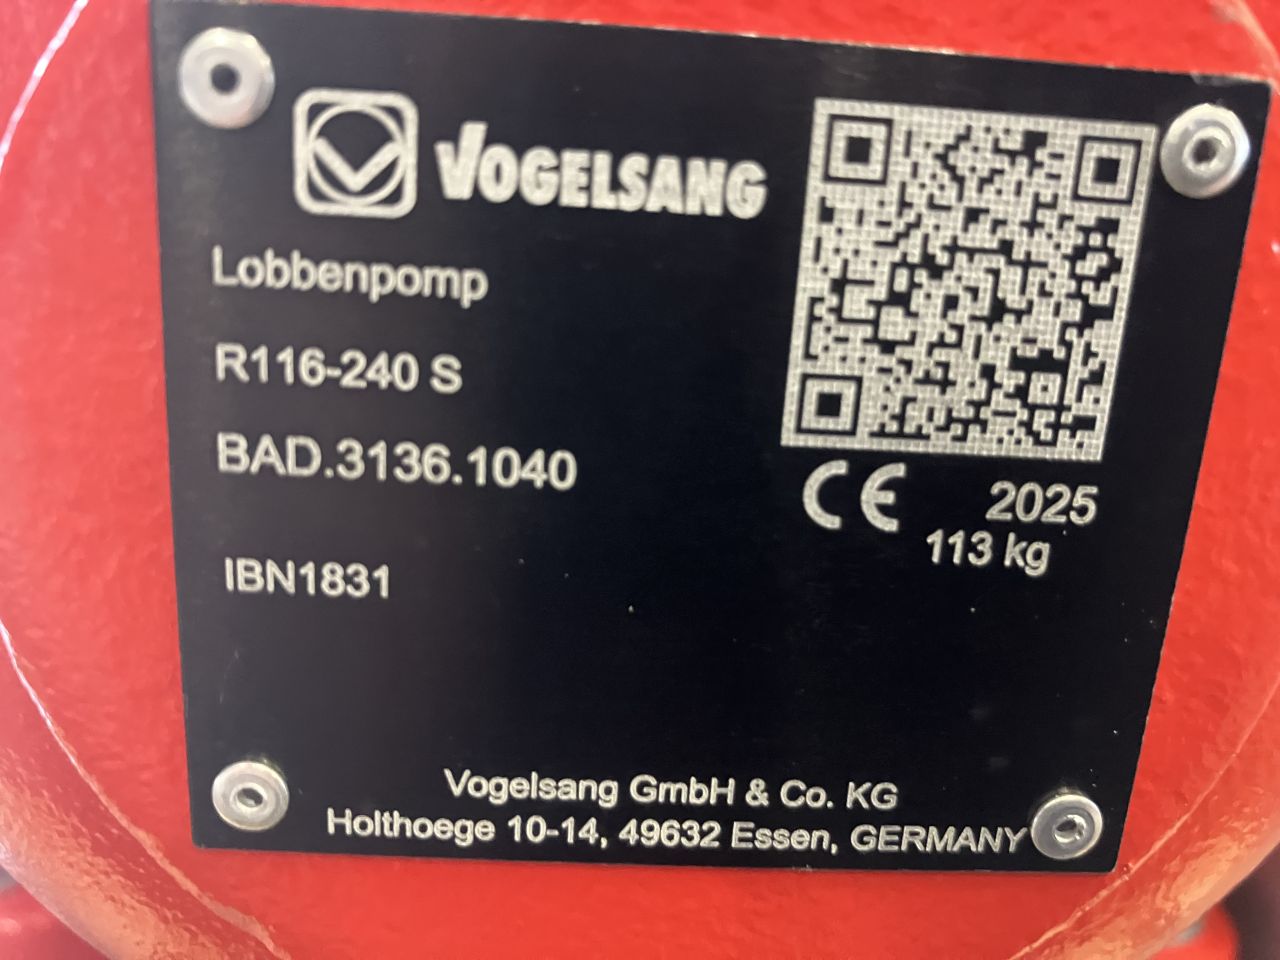 VOGELSANG
Lobbenpomp
R116-240 S
BAD.3136.1040
IBN1831
CE 2025
113 kg
Vogelsang GmbH & Co. KG
Holthoege 10-14, 49632 Essen, GERMANY